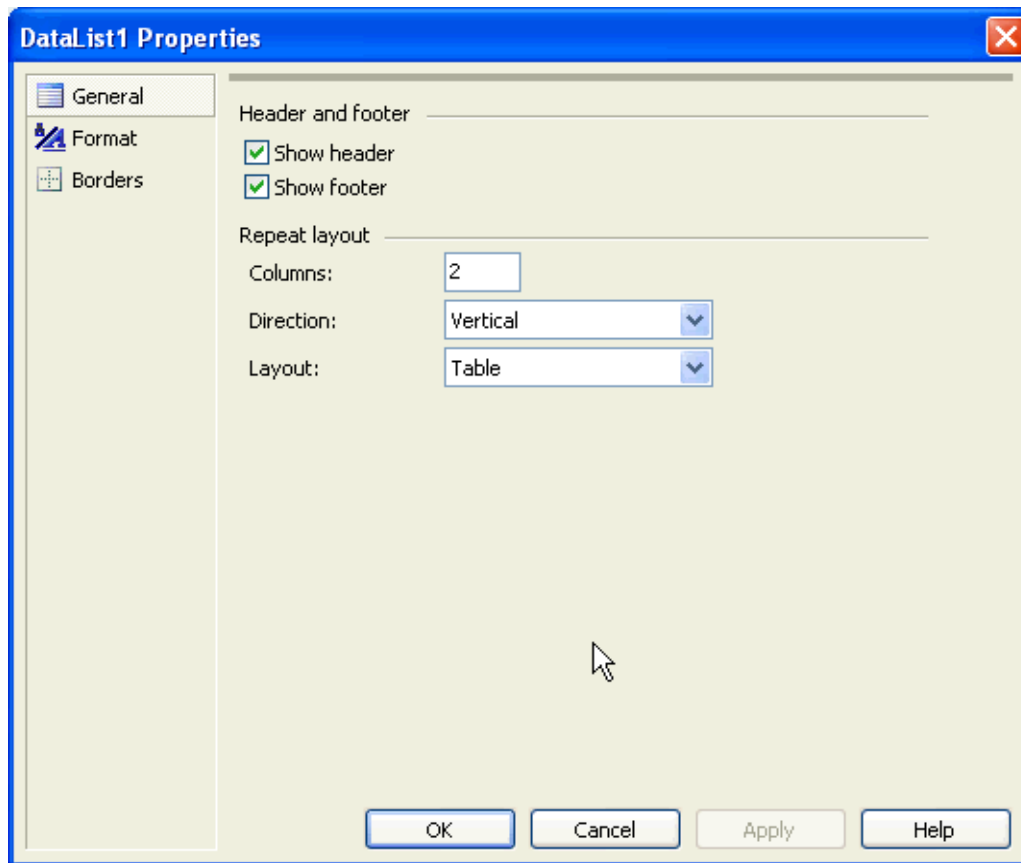 DataList1 Properties
General
Format
Borders
Header and footer
Show header
Show footer
Repeat layout
Columns: 2
Direction: Vertical
Layout: Table
OK Cancel Apply Help